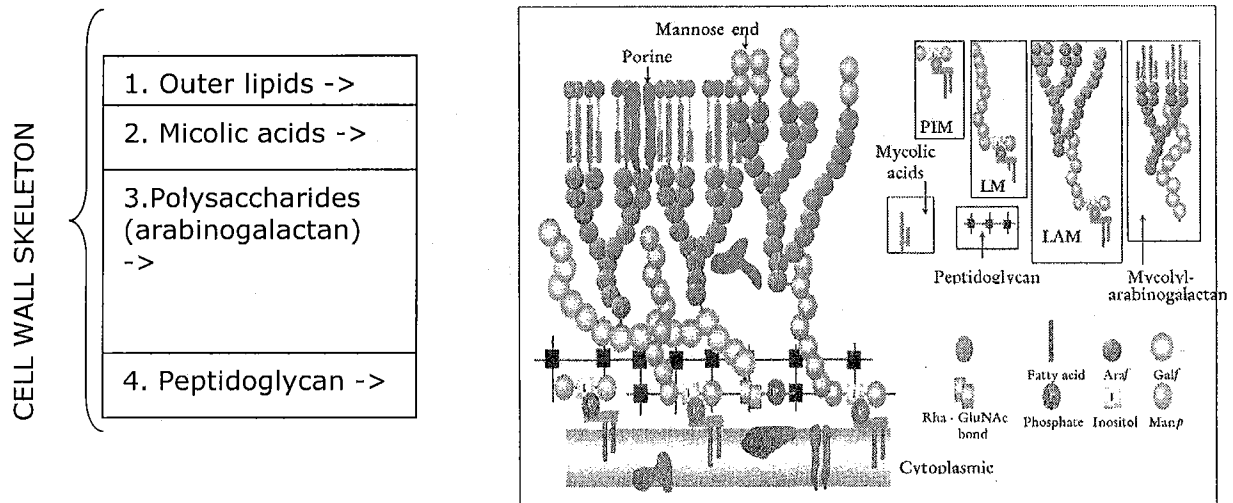 CELL WALL SKELETON
1. Outer lipids ->
2. Micolic acids ->
3.Polysaccharides
(arabinogalactan)
->
4. Peptidoglycan ->
Mannose end
Porine
PIM
LM
LAM
Mycolic
acids
Peptidoglycan
Mycolyl-
arabinogalactan
Fatty acid
Araf
Galf
Rha - GluNAc
bond
Phosphate
Inositol
Manp
Cytoplasmic